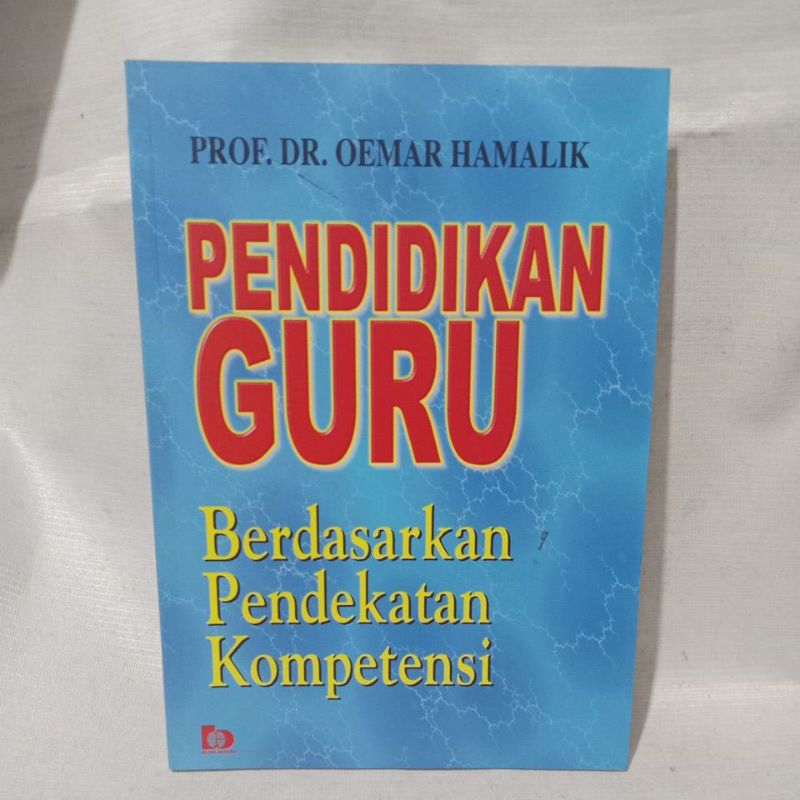 PROF. DR. OEMAR HAMALIK
PENDIDIKAN
GURU
Berdasarkan
Pendekatan
Kompetensi